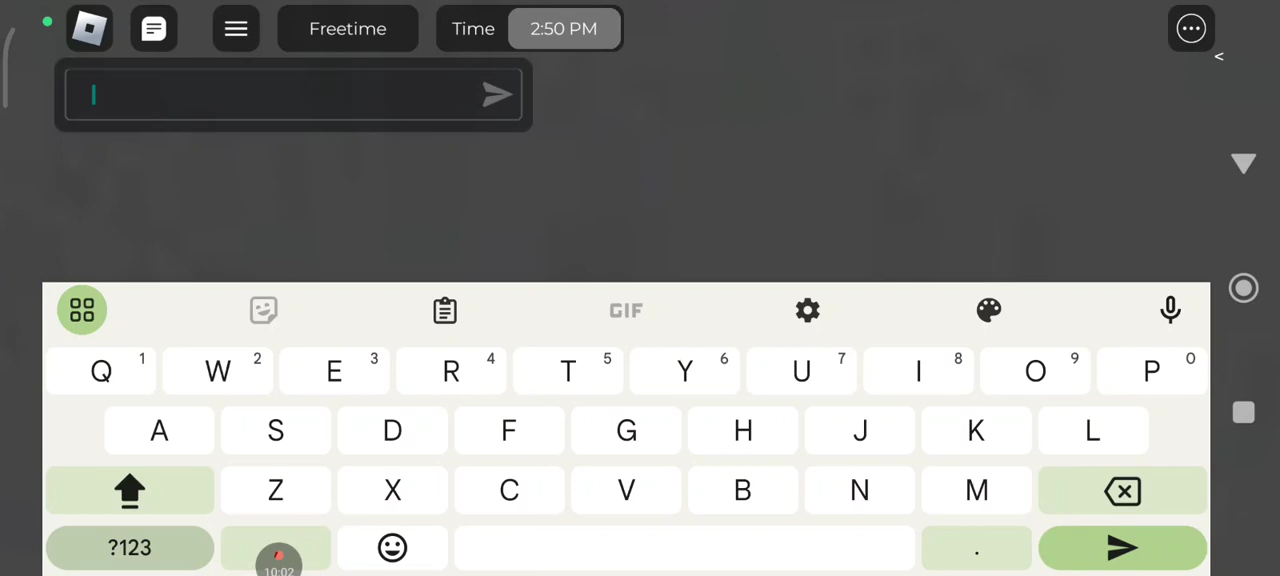 Freetime Time 2:50 PM
<
GIF
Q 1 W 2 E 3 R 4 T 5 Y 6 U 7 I 8 O 9 P 0
A S D F G H J K L
Z X C V B N M
?123 .
10:02